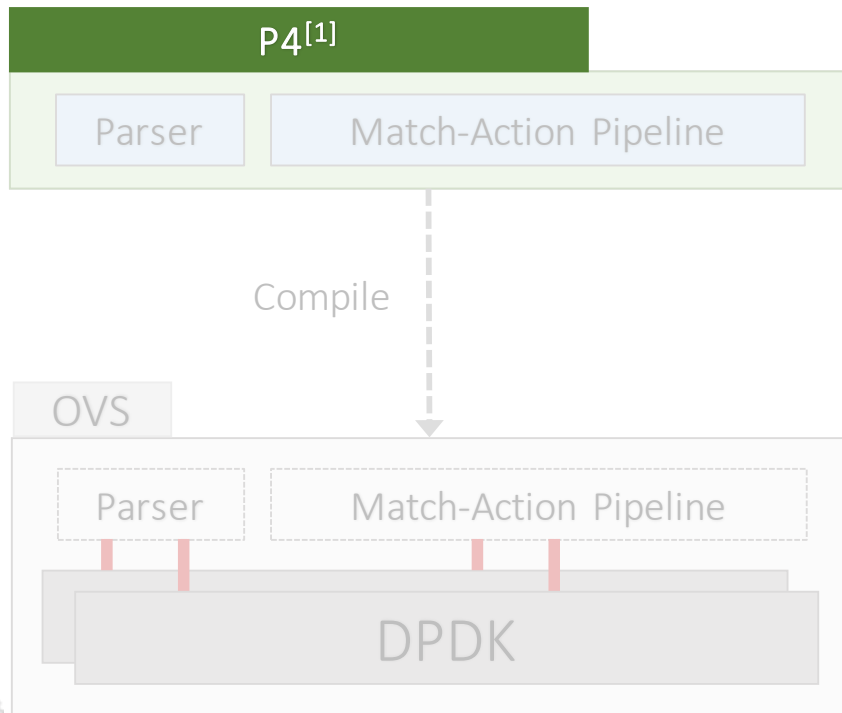 P4[1]
Parser Match-Action Pipeline
Compile
OVS
Parser Match-Action Pipeline
DPDK